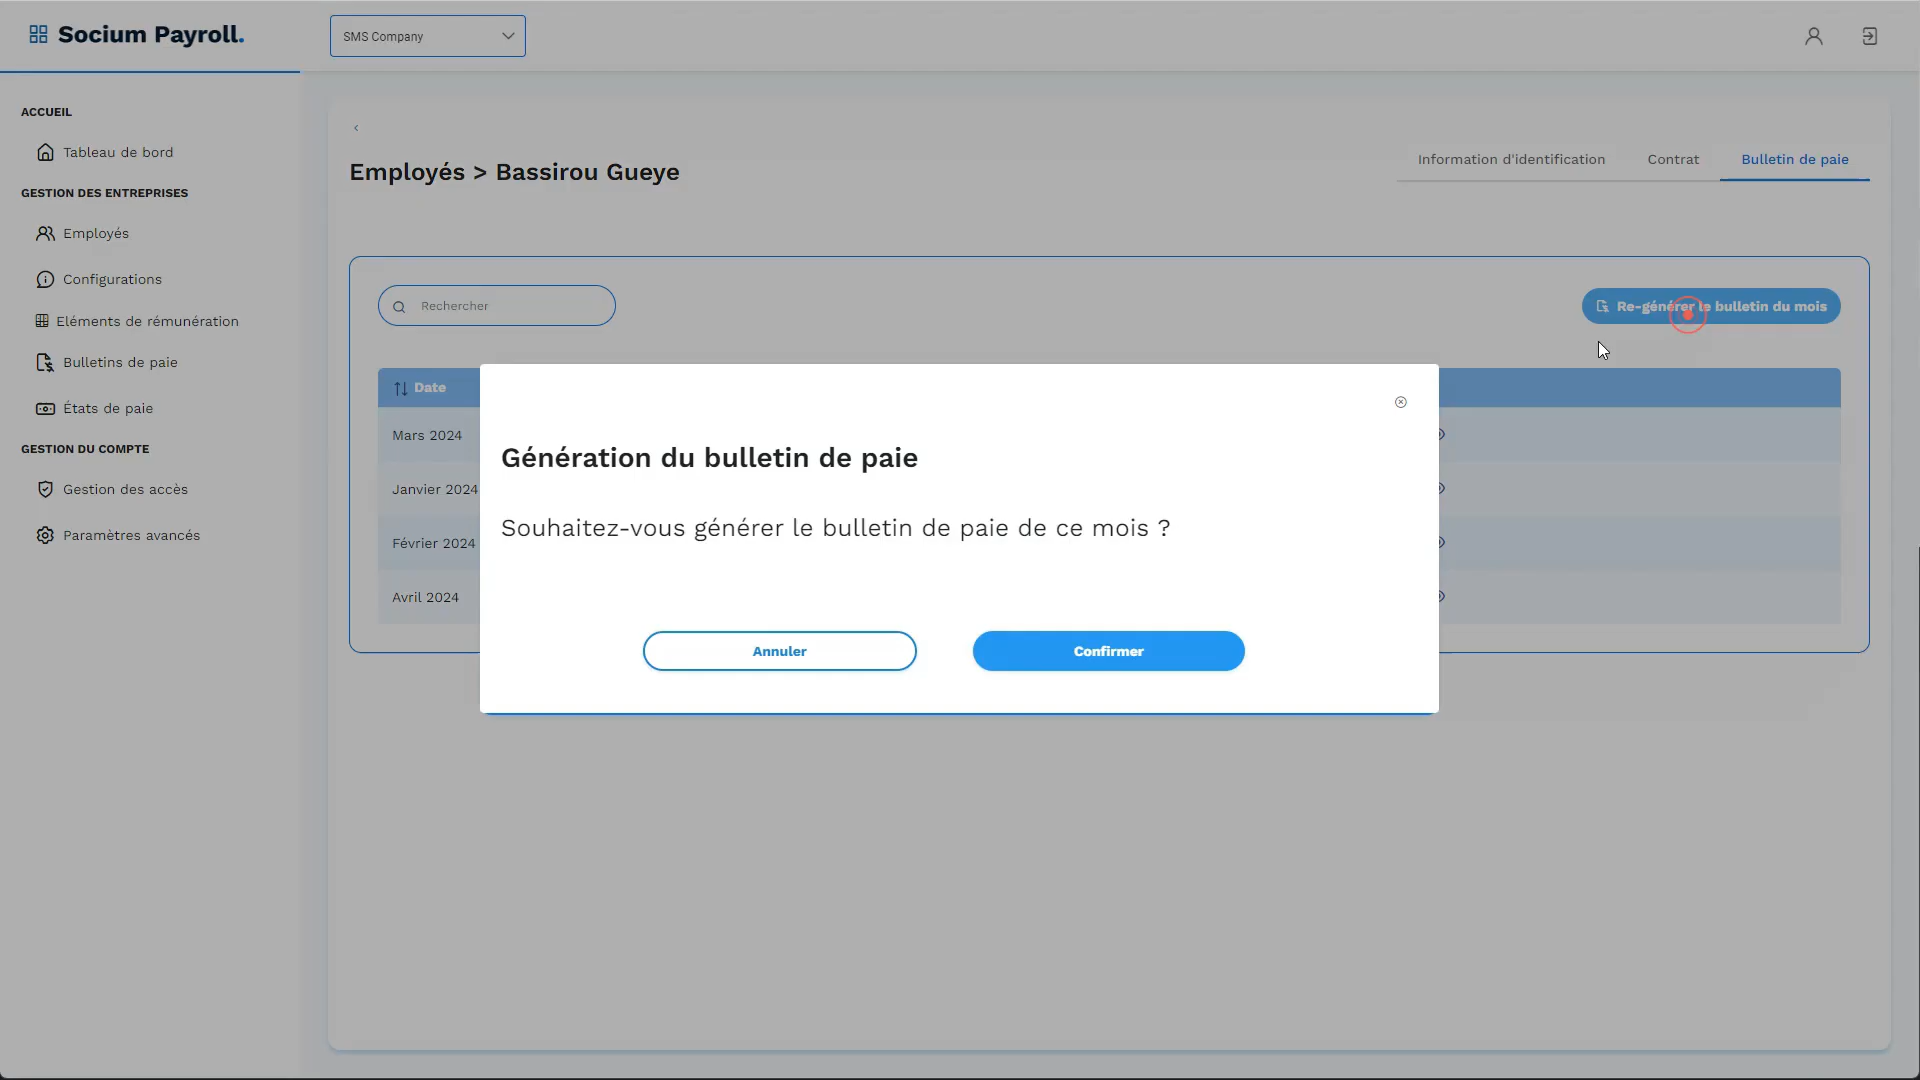 Socium Payroll.
SMS Company
ACCUEIL
Tableau de bord
GESTION DES ENTREPRISES
Employés
Configurations
Eléments de rémunération
Bulletins de paie
États de paie
GESTION DU COMPTE
Gestion des accès
Paramètres avancés
Employés > Bassirou Gueye
Information d'identification
Contrat
Bulletin de paie
Rechercher
Re-générer le bulletin du mois
Date
Mars 2024
Janvier 2024
Février 2024
Avril 2024
Génération du bulletin de paie
Souhaitez-vous générer le bulletin de paie de ce mois ?
Annuler
Confirmer